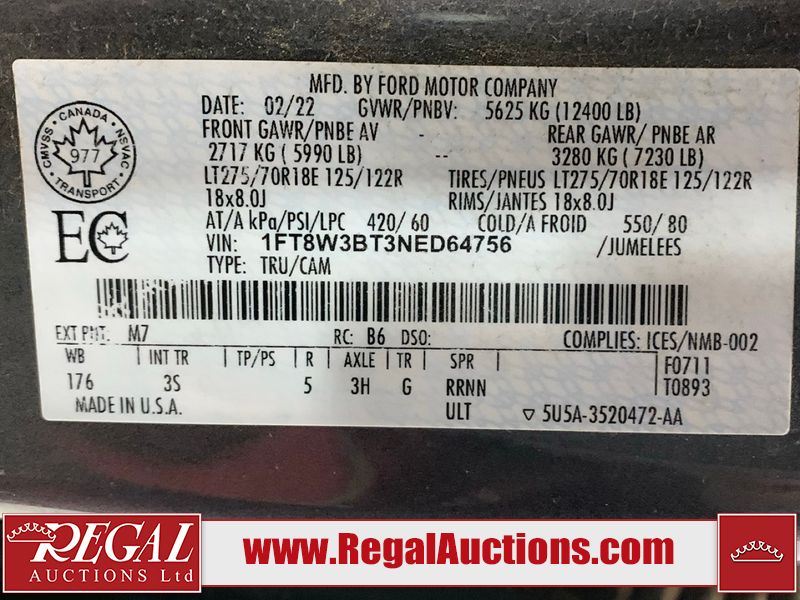 MFD. BY FORD MOTOR COMPANY
DATE: 02/22 GVWR/PNBV: 5625 KG (12400 LB)
FRONT GAWR/PNBE AV - REAR GAWR/ PNBE AR
2717 KG ( 5990 LB) -- 3280 KG ( 7230 LB)
LT275/70R18E 125/122R TIRES/PNEUS LT275/70R18E 125/122R
18x8.0J RIMS/JANTES 18x8.0J
AT/A kPa/PSI/LPC 420/ 60 COLD/A FROID 550/ 80
VIN: 1FT8W3BT3NED64756 /JUMELEES
TYPE: TRU/CAM
CMVSS · CANADA · NSVAC
977
TRANSPORT
EC
EXT PNT: M7 RC: B6 DSO: COMPLIES: ICES/NMB-002
WB INT TR TP/PS R AXLE TR SPR F0711
176 3S 5 3H G RRNN T0893
MADE IN U.S.A. ULT ▽ 5U5A-3520472-AA
REGAL
AUCTIONS Ltd
www.RegalAuctions.com